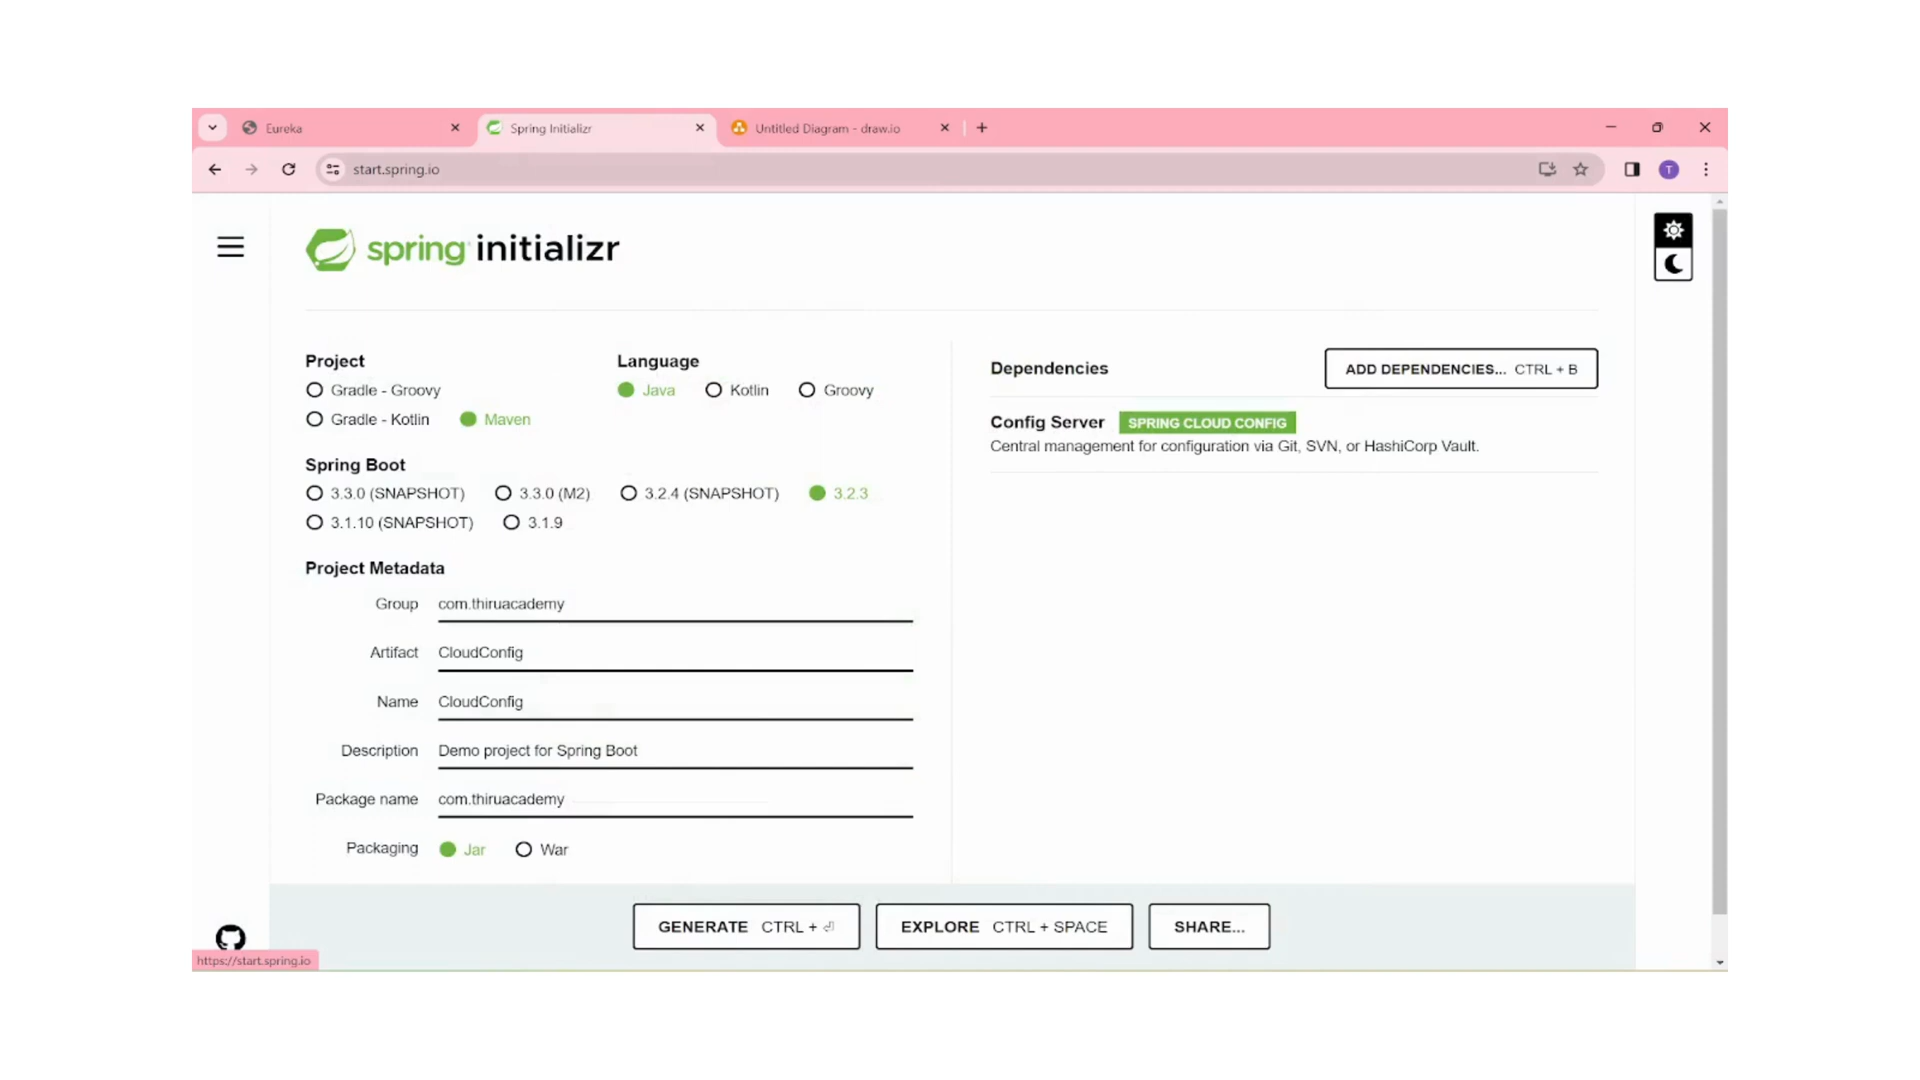 Eureka
Spring Initializr
Untitled Diagram - draw.io
start.spring.io
T
spring initializr
Project
Language
Gradle - Groovy
Java Kotlin Groovy
Gradle - Kotlin Maven
Spring Boot
3.3.0 (SNAPSHOT) 3.3.0 (M2) 3.2.4 (SNAPSHOT) 3.2.3
3.1.10 (SNAPSHOT) 3.1.9
Project Metadata
Group com.thiruacademy
Artifact CloudConfig
Name CloudConfig
Description Demo project for Spring Boot
Package name com.thiruacademy
Packaging Jar War
Dependencies
ADD DEPENDENCIES... CTRL + B
Config Server SPRING CLOUD CONFIG
Central management for configuration via Git, SVN, or HashiCorp Vault.
GENERATE CTRL + ⏎
EXPLORE CTRL + SPACE
SHARE...
https://start.spring.io